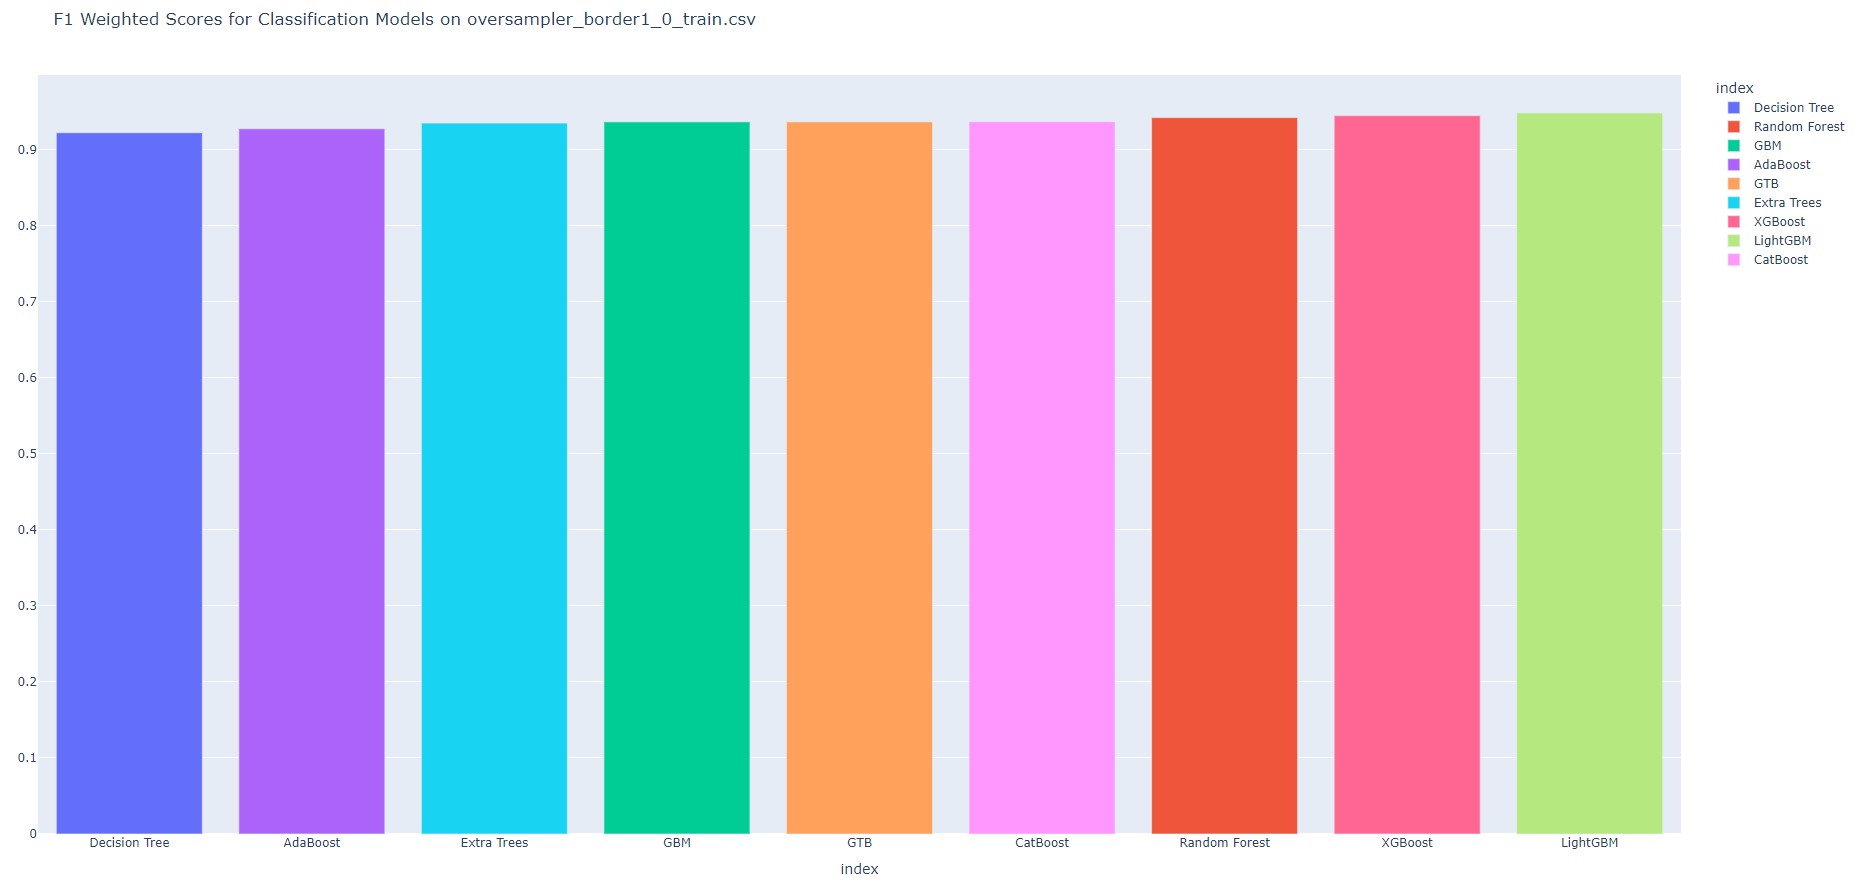 F1 Weighted Scores for Classification Models on oversampler_border1_0_train.csv
index
Decision Tree
Random Forest
GBM
AdaBoost
GTB
Extra Trees
XGBoost
LightGBM
CatBoost
0.9
0.8
0.7
0.6
0.5
0.4
0.3
0.2
0.1
0
Decision Tree AdaBoost Extra Trees GBM GTB CatBoost Random Forest XGBoost LightGBM
index